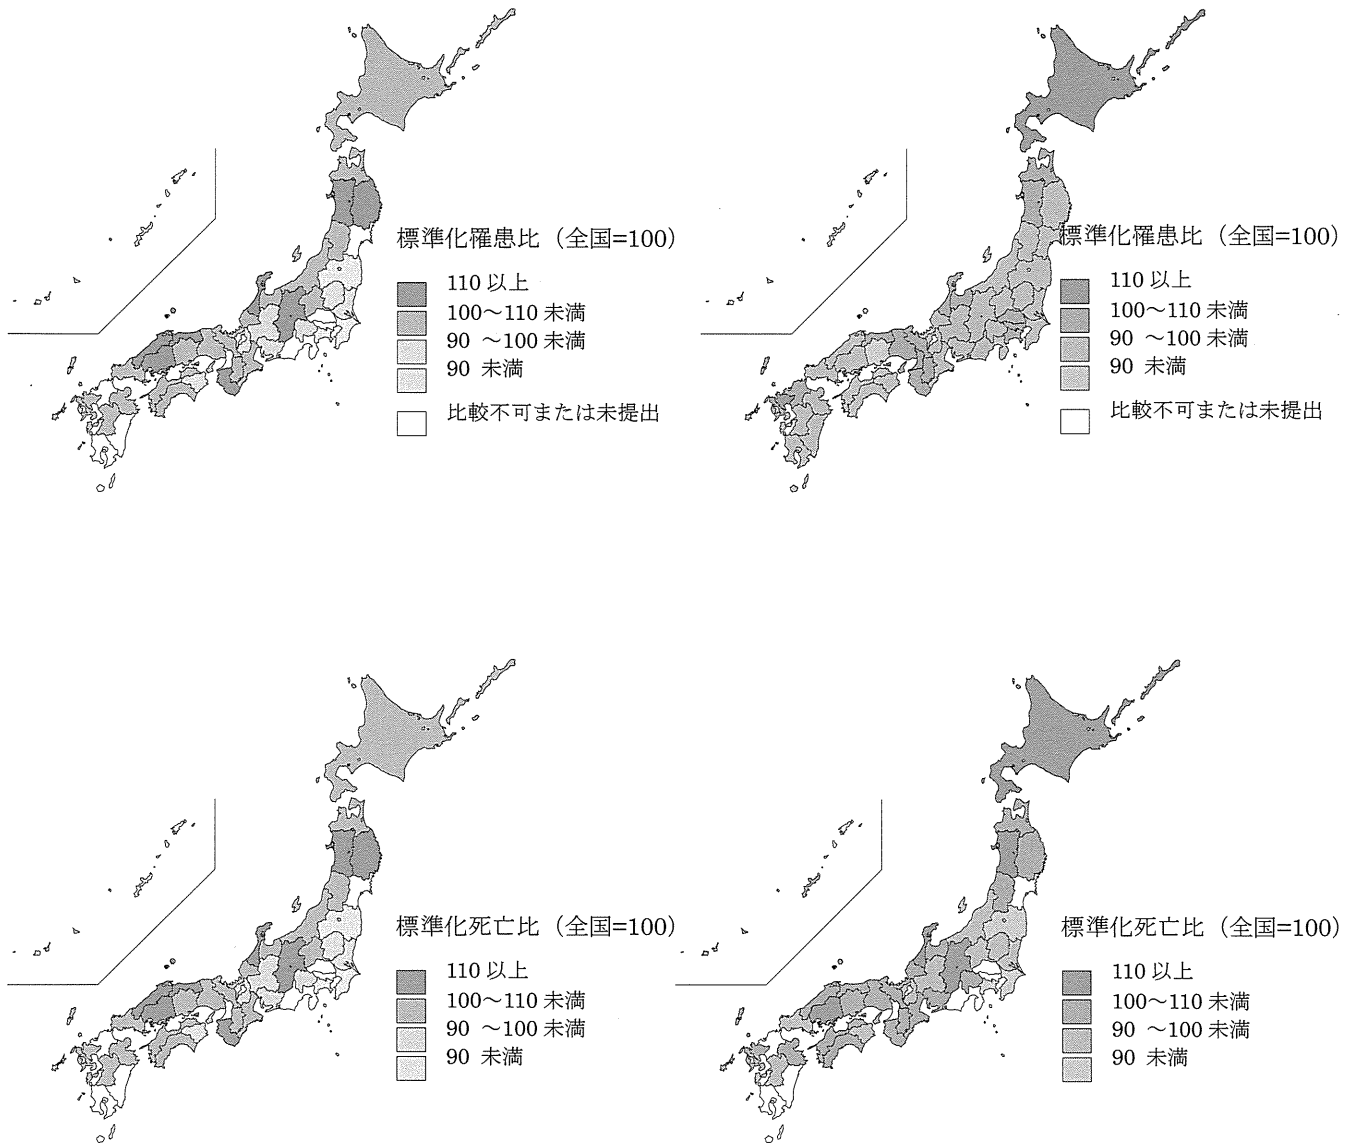 標準化罹患比（全国=100）
110 以上
100～110 未満
90 ～100 未満
90 未満
比較不可または未提出
標準化罹患比（全国=100）
110 以上
100～110 未満
90 ～100 未満
90 未満
比較不可または未提出
標準化死亡比（全国=100）
110 以上
100～110 未満
90 ～100 未満
90 未満
標準化死亡比（全国=100）
110 以上
100～110 未満
90 ～100 未満
90 未満